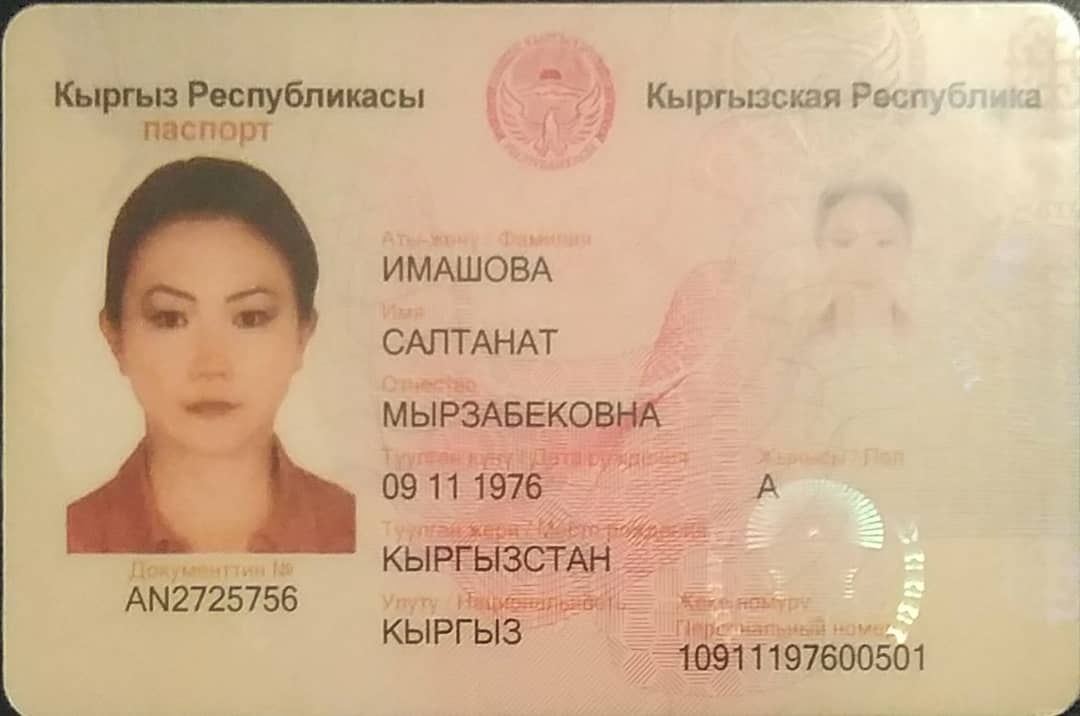 Кыргыз Республикасы
Кыргызская Республика
паспорт
Аты-жөнү / Фамилия
ИМАШОВА
Имя
САЛТАНАТ
Отчество
МЫРЗАБЕКОВНА
Туулган күнү / Дата рождения
Жынысы / Пол
09 11 1976
А
Туулган жери / Место рождения
КЫРГЫЗСТАН
Документтин №
AN2725756
Улуту / Национальность
Жеке номуру
КЫРГЫЗ
Персональный номер
10911197600501